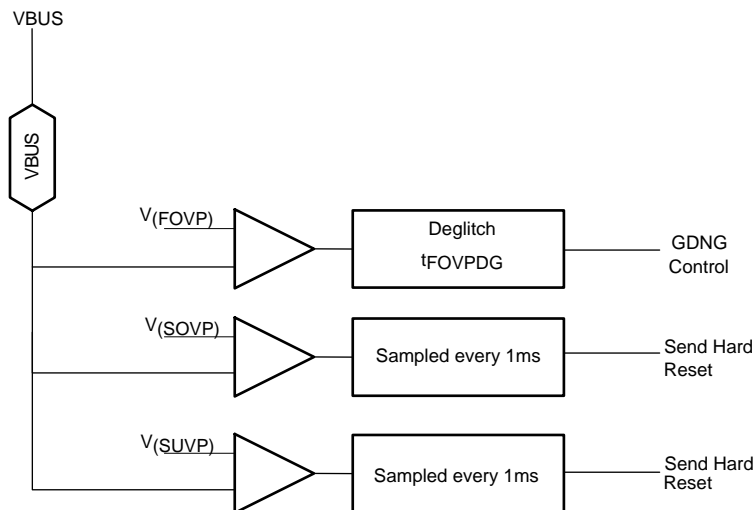 VBUS
VBUS
V(FOVP)
Deglitch
tFOVPDG
GDNG
Control
V(SOVP)
Sampled every 1ms
Send Hard
Reset
V(SUVP)
Sampled every 1ms
Send Hard
Reset